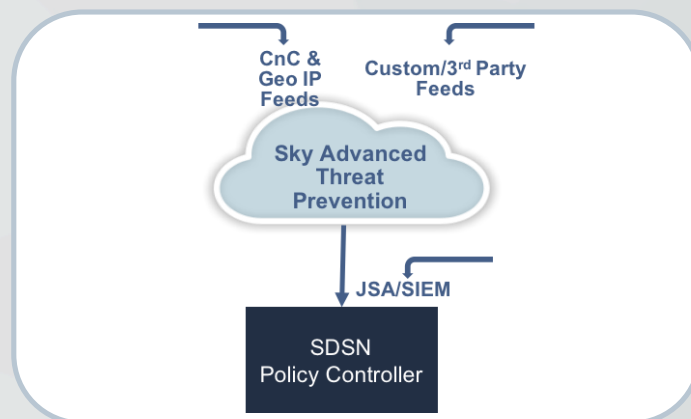 CnC &
Geo IP
Feeds
Custom/3rd Party
Feeds
Sky Advanced
Threat
Prevention
JSA/SIEM
SDSN
Policy Controller